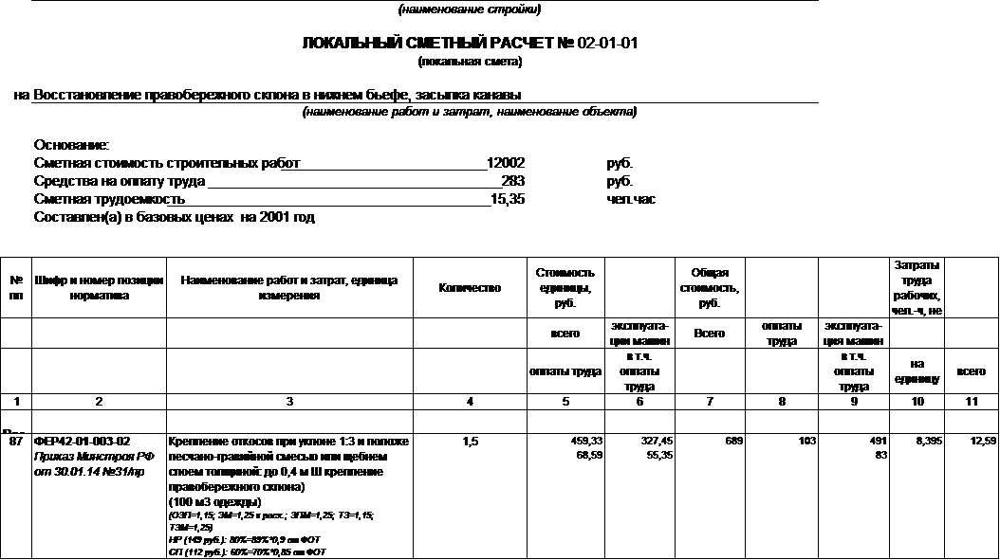 (наименование стройки)
ЛОКАЛЬНЫЙ СМЕТНЫЙ РАСЧЕТ № 02-01-01
(локальная смета)
на Восстановление правобережного склона в нижнем бьефе, засыпка канавы
(наименование работ и затрат, наименование объекта)
Основание:
Сметная стоимость строительных работ 12002 руб.
Средства на оплату труда 283 руб.
Сметная трудоемкость 15,35 чел.час
Составлен(а) в базовых ценах на 2001 год
№ пп
Шифр и номер позиции норматива
Наименование работ и затрат, единица измерения
Количество
Стоимость единицы, руб.
Общая стоимость, руб.
Затраты труда рабочих, чел.-ч, не
всего
эксплуата-ции машин
Всего
оплаты труда
эксплуата-ция машин
оплаты труда
в т.ч. оплаты труда
в т.ч. оплаты труда
на единицу
всего
1 2 3 4 5 6 7 8 9 10 11
87
ФЕР42-01-003-02
Приказ Минстроя РФ
от 30.01.14 №31/пр
Крепление откосов при уклоне 1:3 и положе
песчано-гравийной смесью или щебнем
слоем толщиной: до 0,4 м Ш крепление
правобережного склона)
(100 м3 одежды)
(ОЗП=1,15; ЭМ=1,25 к расх.; ЗПМ=1,25; ТЗ=1,15;
ТЗМ=1,25)
НР (149 руб.): 80%=89%*0,9 от ФОТ
СП (112 руб.): 60%=70%*0,85 от ФОТ
1,5
459,33
68,59
327,45
55,35
689
103
491
83
8,395
12,59